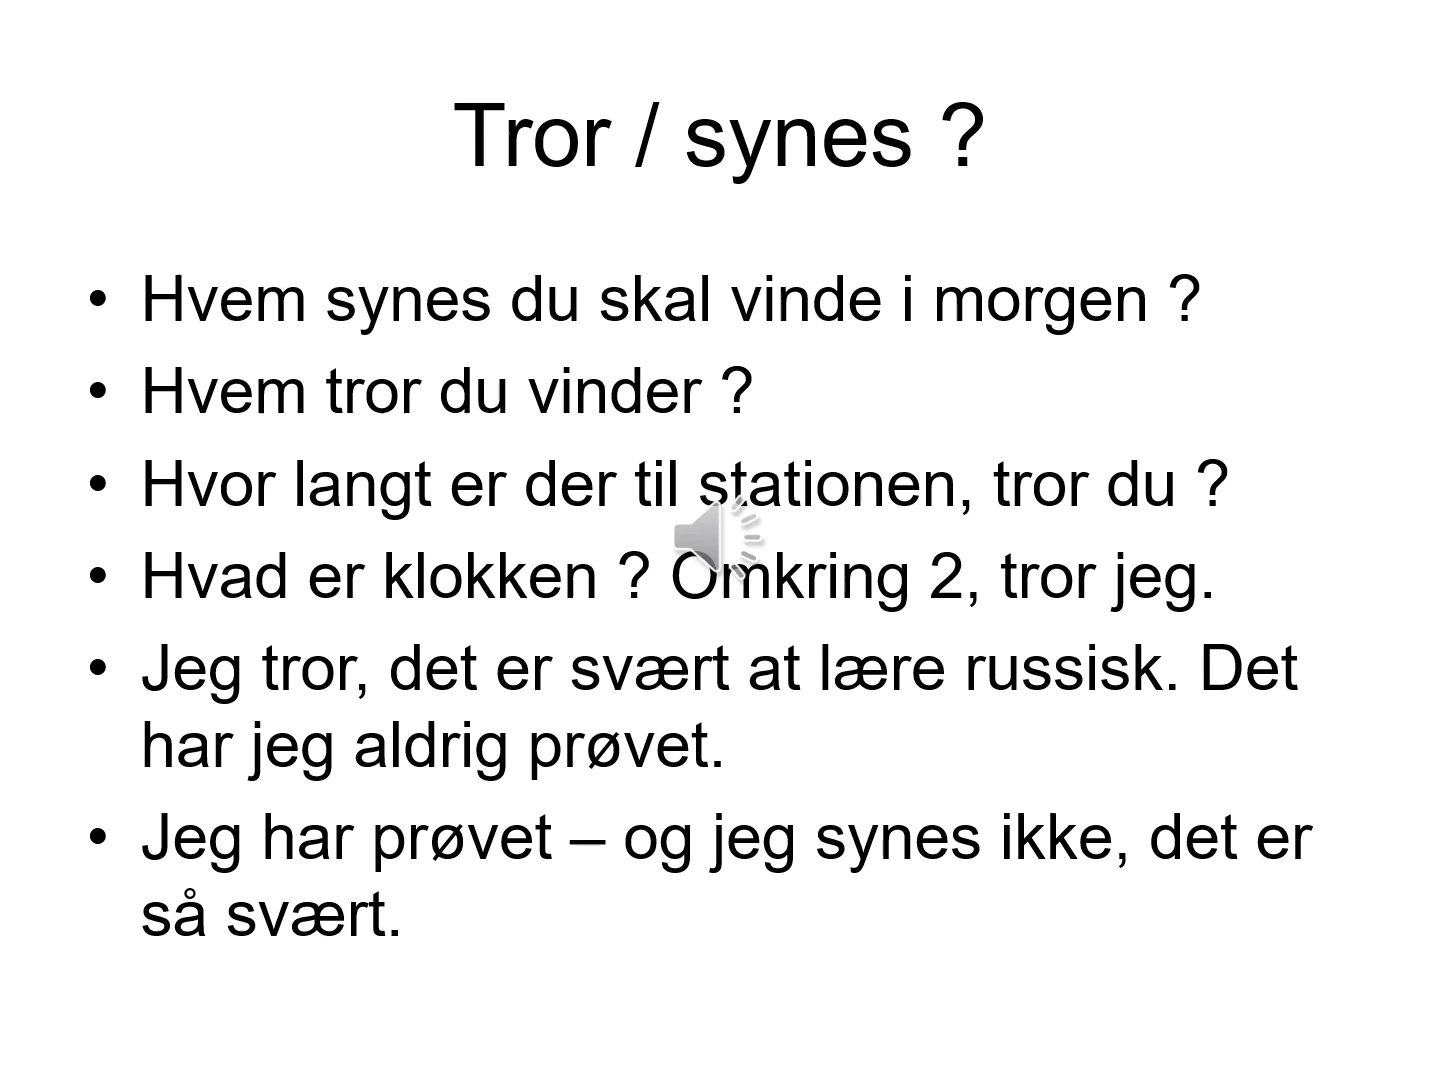 Tror / synes ?
• Hvem synes du skal vinde i morgen ?
• Hvem tror du vinder ?
• Hvor langt er der til stationen, tror du ?
• Hvad er klokken ? Omkring 2, tror jeg.
• Jeg tror, det er svært at lære russisk. Det
har jeg aldrig prøvet.
• Jeg har prøvet – og jeg synes ikke, det er
så svært.